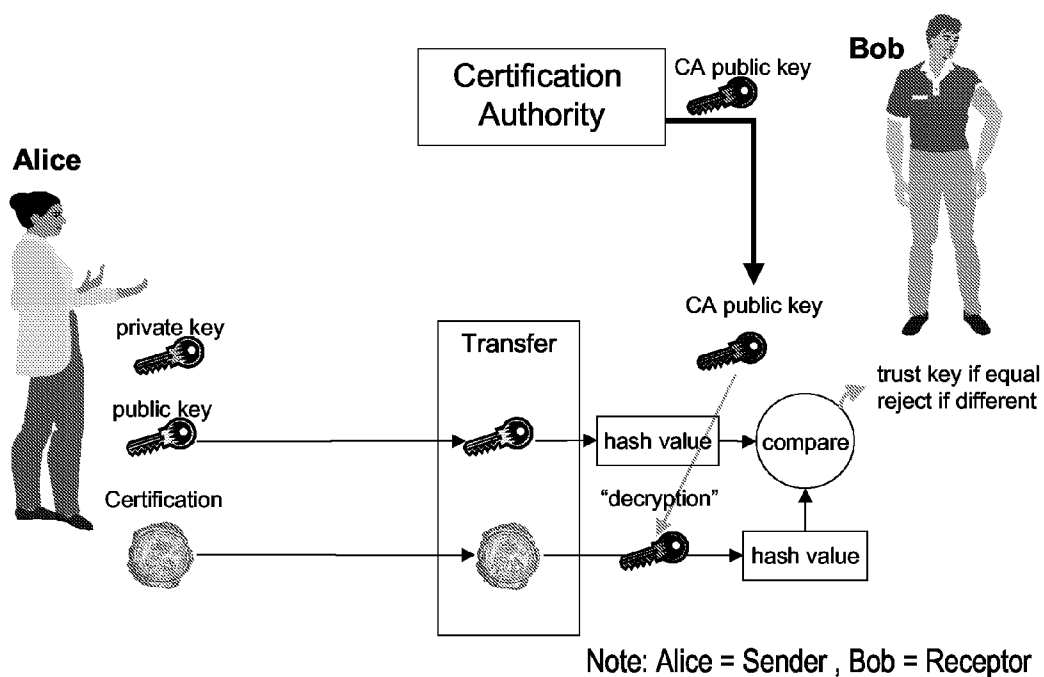 Bob
CA public key
Certification
Authority
Alice
CA public key
private key
Transfer
trust key if equal
reject if different
public key
hash value
compare
Certification
“decryption”
hash value
Note: Alice = Sender , Bob = Receptor